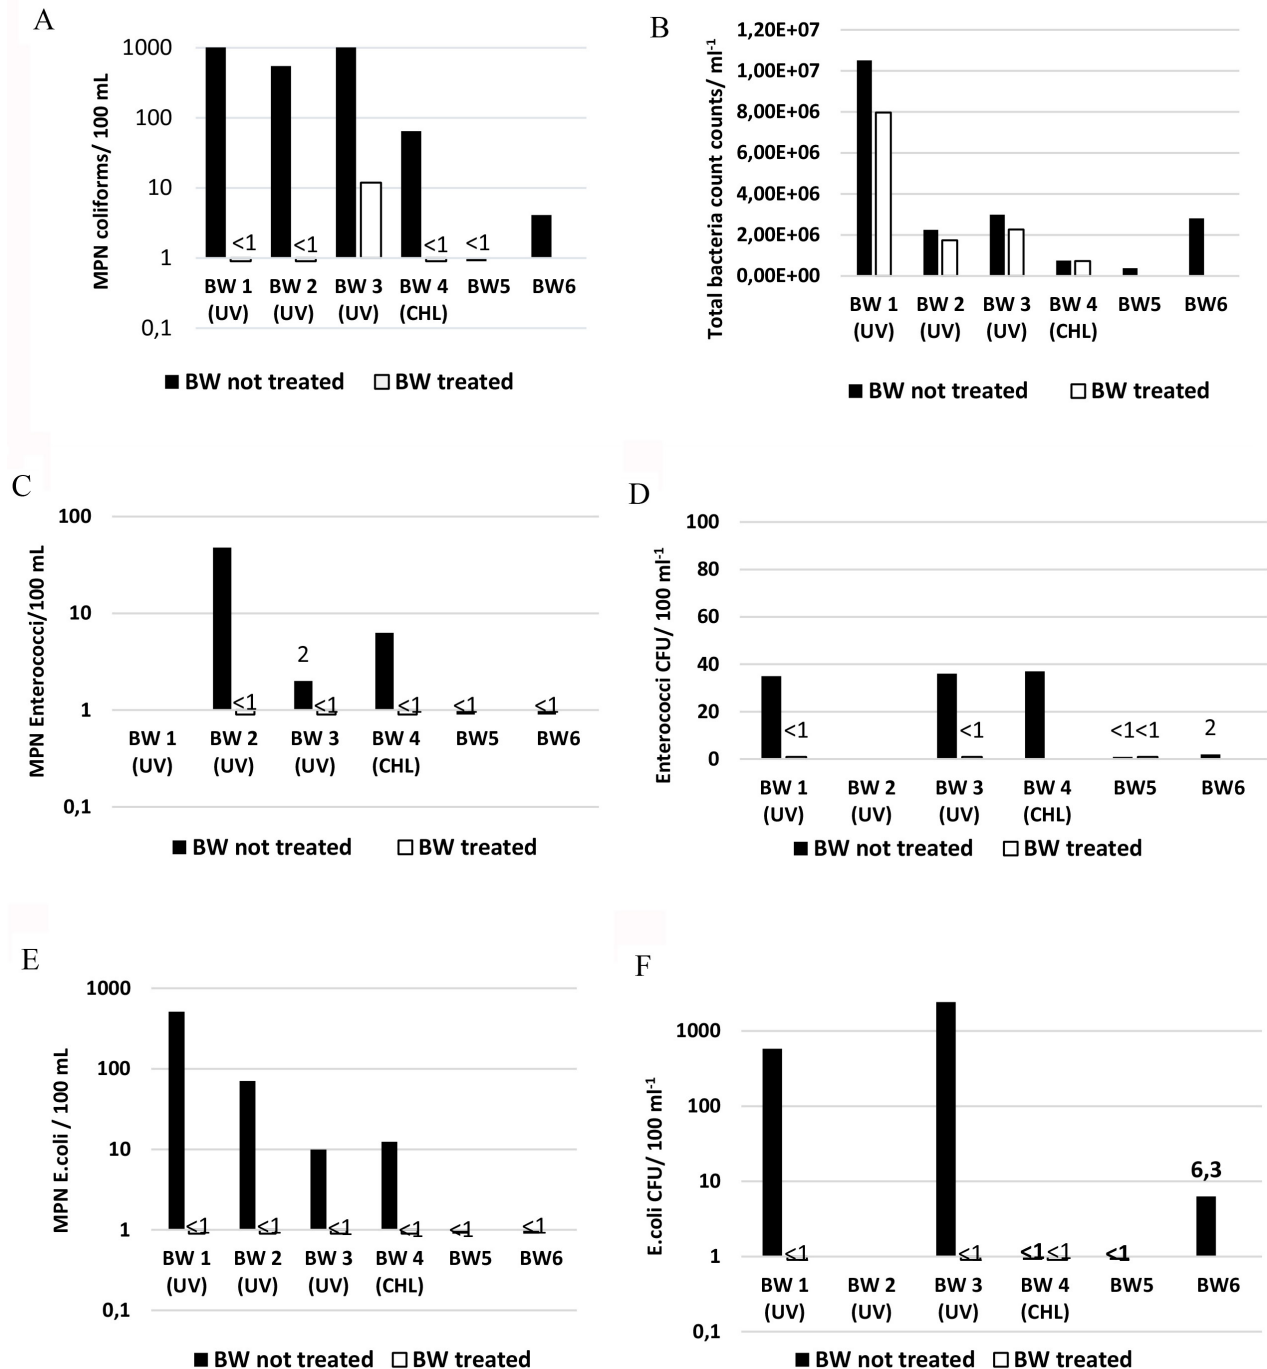 A
MPN coliforms/ 100 mL
1000
100
10
1
0,1
<1
<1
<1
<1
BW 1 BW 2 BW 3 BW 4 BW5 BW6
(UV) (UV) (UV) (CHL)
BW not treated BW treated
B
Total bacteria count counts/ ml-1
1,20E+07
1,00E+07
8,00E+06
6,00E+06
4,00E+06
2,00E+06
0,00E+00
BW 1 BW 2 BW 3 BW 4 BW5 BW6
(UV) (UV) (UV) (CHL)
BW not treated BW treated
C
MPN Enterococci/100 mL
100
10
1
0,1
2
<1 <1 <1 <1 <1
BW 1 BW 2 BW 3 BW 4 BW5 BW6
(UV) (UV) (UV) (CHL)
BW not treated BW treated
D
Enterococci CFU/ 100 ml-1
100
80
60
40
20
0
<1 <1 <1<1 2
BW 1 BW 2 BW 3 BW 4 BW5 BW6
(UV) (UV) (UV) (CHL)
BW not treated BW treated
E
MPN E.coli / 100 mL
1000
100
10
1
0,1
<1 <1 <1 <1 <1 <1
BW 1 BW 2 BW 3 BW 4 BW5 BW6
(UV) (UV) (UV) (CHL)
BW not treated BW treated
F
E.coli CFU/ 100 ml-1
1000
100
10
1
0,1
6,3
<1 <1 <1<1 <1
BW 1 BW 2 BW 3 BW 4 BW5 BW6
(UV) (UV) (UV) (CHL)
BW not treated BW treated